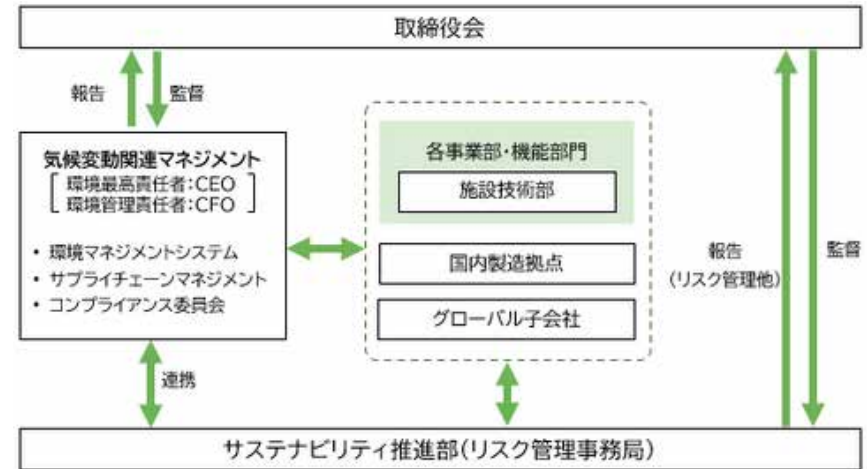 取締役会
報告
監督
気候変動関連マネジメント
環境最高責任者:CEO
環境管理責任者:CFO
• 環境マネジメントシステム
• サプライチェーンマネジメント
• コンプライアンス委員会
各事業部・機能部門
施設技術部
国内製造拠点
グローバル子会社
報告
(リスク管理他)
監督
連携
サステナビリティ推進部(リスク管理事務局)